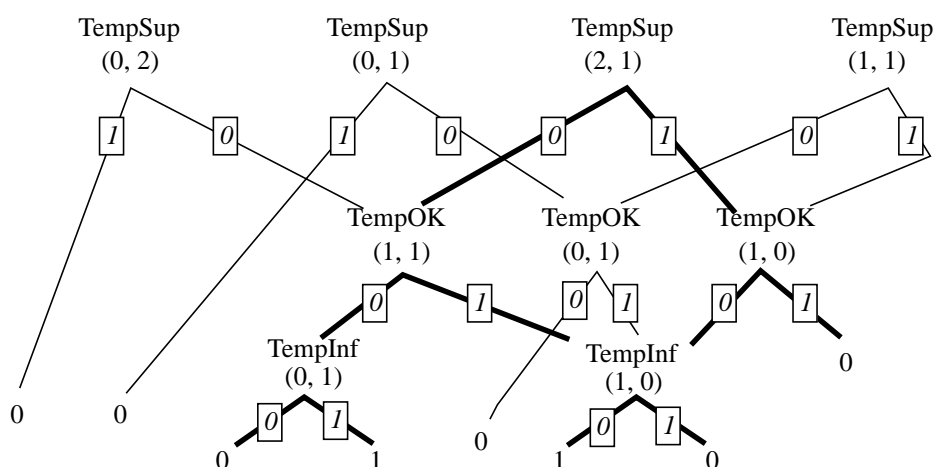 TempSup TempSup TempSup TempSup
(0, 2) (0, 1) (2, 1) (1, 1)
1 0 1 0 0 1 0 1
TempOK TempOK TempOK
(1, 1) (0, 1) (1, 0)
0 1 0 1 0 1
TempInf TempInf 0
(0, 1) (1, 0)
0 0 0
0 1 0 1
0 1 1 0